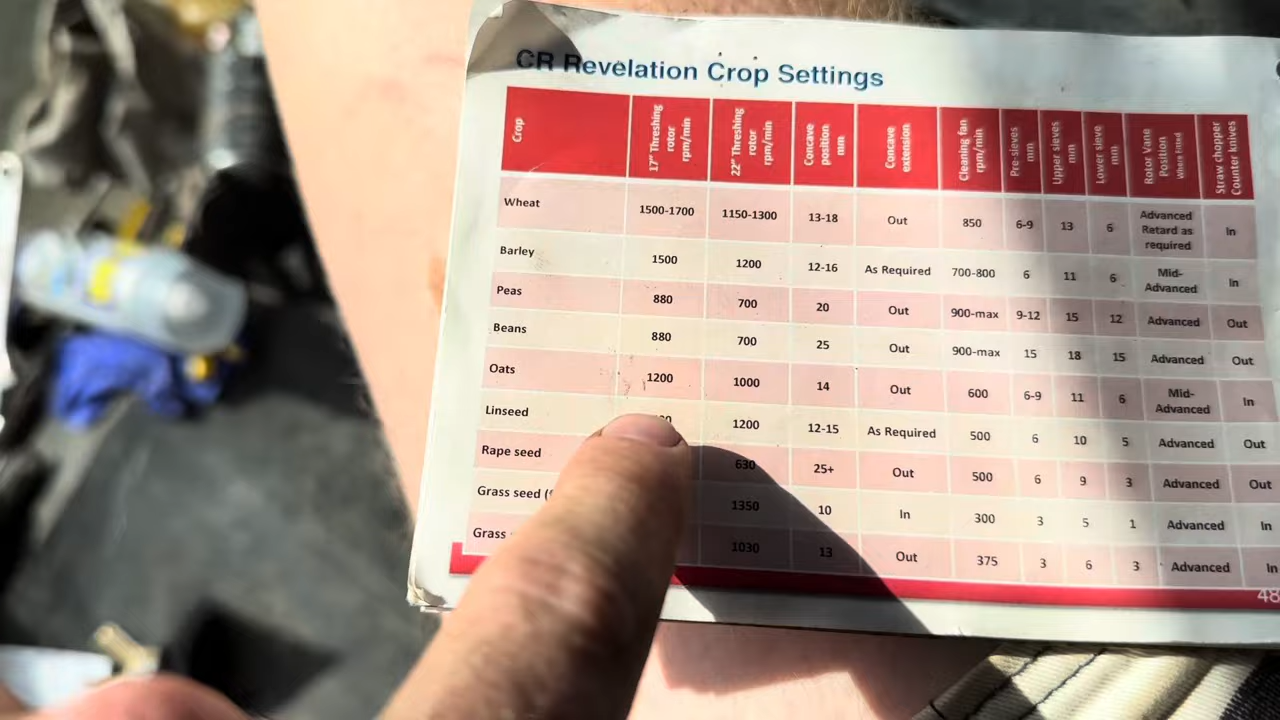 CR Revelation Crop Settings
Crop 17" Threshing rotor rpm/min 22" Threshing rotor rpm/min Concave position mm Concave extension Cleaning fan rpm/min Pre-sieves mm Upper sieves mm Lower sieve mm Rotor Vane Position Where Fitted Straw chopper Counter knives
Wheat 1500-1700 1150-1300 13-18 Out 850 6-9 13 6 Advanced Retard as required In
Barley 1500 1200 12-16 As Required 700-800 6 11 6 Mid-Advanced In
Peas 880 700 20 Out 900-max 9-12 15 12 Advanced Out
Beans 880 700 25 Out 900-max 15 18 15 Advanced Out
Oats 1200 1000 14 Out 600 6-9 11 6 Mid-Advanced In
Linseed 1200 12-15 As Required 500 6 10 5 Advanced Out
Rape seed 630 25+ Out 500 6 9 3 Advanced Out
Grass seed 1350 10 In 300 3 5 1 Advanced In
Grass 1030 13 Out 375 3 6 3 Advanced In
48